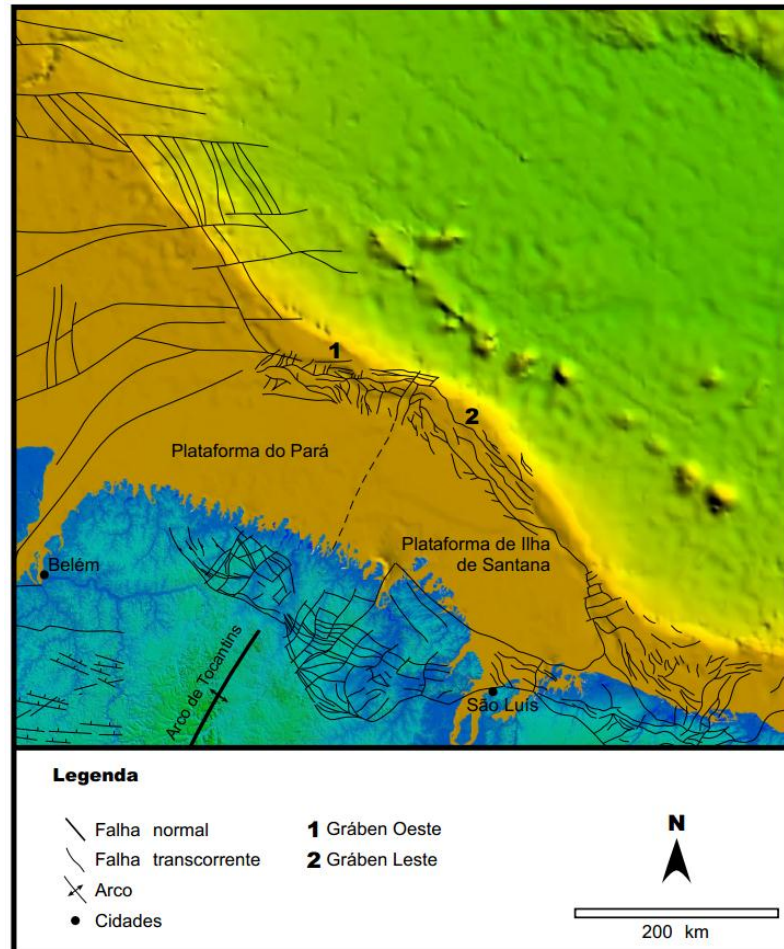 1
2
Plataforma do Pará
Plataforma de Ilha
de Santana
Belém
Arco de Tocantins
São Luís
Legenda
Falha normal
Falha transcorrente
Arco
Cidades
1 Gráben Oeste
2 Gráben Leste
N
200 km